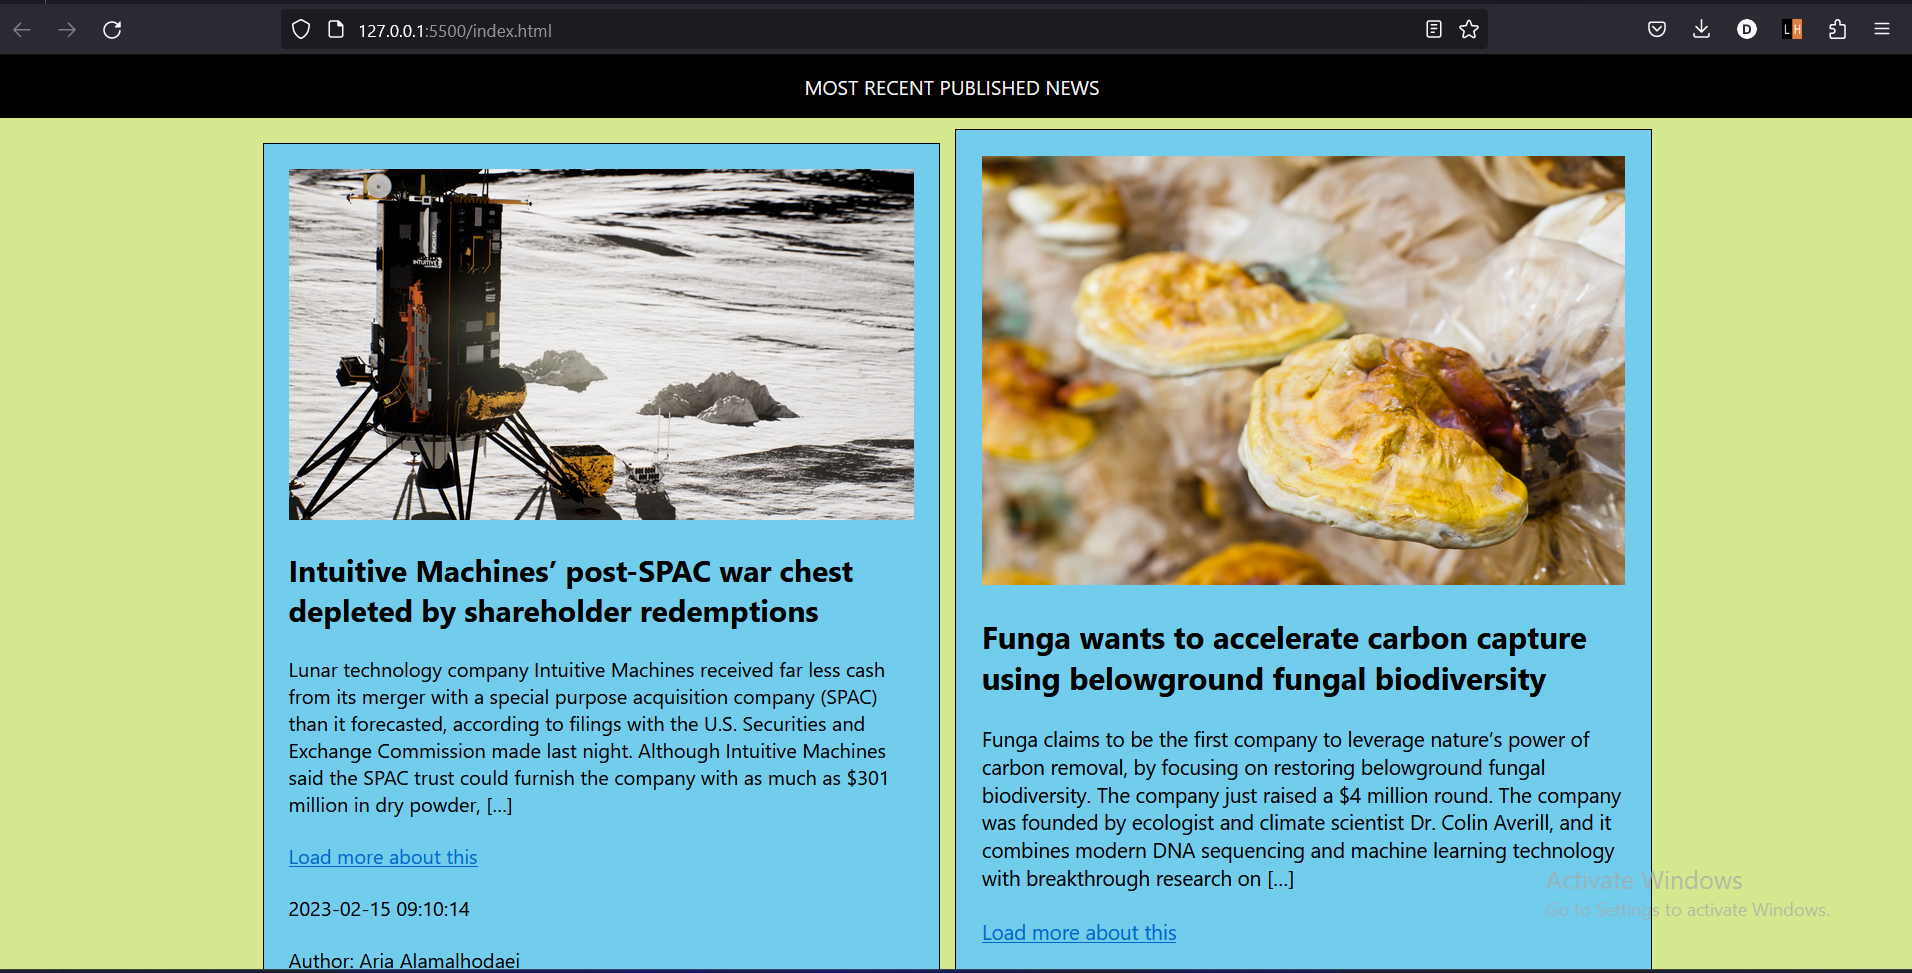 127.0.0.1:5500/index.html
D
L H
MOST RECENT PUBLISHED NEWS
NOKIA
INTUITIVE
Intuitive Machines’ post-SPAC war chest
depleted by shareholder redemptions
Lunar technology company Intuitive Machines received far less cash
from its merger with a special purpose acquisition company (SPAC)
than it forecasted, according to filings with the U.S. Securities and
Exchange Commission made last night. Although Intuitive Machines
said the SPAC trust could furnish the company with as much as $301
million in dry powder, […]
Load more about this
2023-02-15 09:10:14
Author: Aria Alamalhodaei
Funga wants to accelerate carbon capture
using belowground fungal biodiversity
Funga claims to be the first company to leverage nature’s power of
carbon removal, by focusing on restoring belowground fungal
biodiversity. The company just raised a $4 million round. The company
was founded by ecologist and climate scientist Dr. Colin Averill, and it
combines modern DNA sequencing and machine learning technology
with breakthrough research on […]
Load more about this
Activate Windows
Go to Settings to activate Windows.